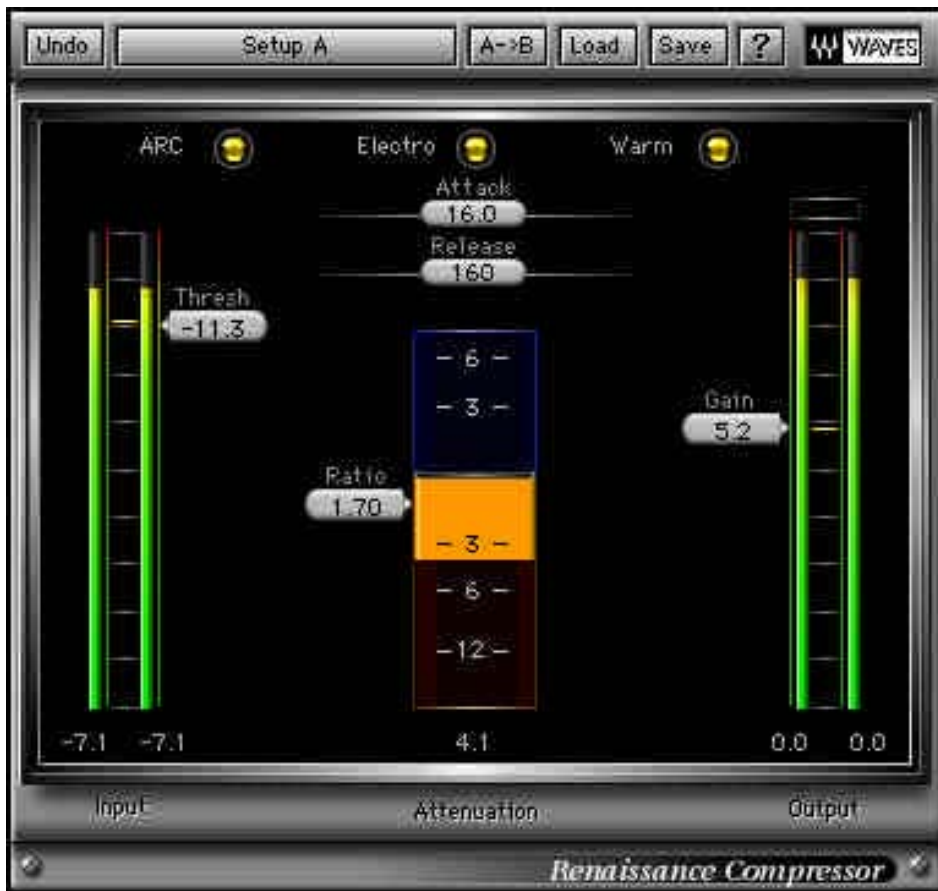 Undo Setup A A->B Load Save ? WAVES
ARC Electro Warm
Attack
16.0
Release
160
Thresh
-11.3
- 6 -
- 3 -
Gain
5.2
Ratio
1.70
- 3 -
- 6 -
-12-
-7.1 -7.1 4.1 0.0 0.0
Input Attenuation Output
Renaissance Compressor